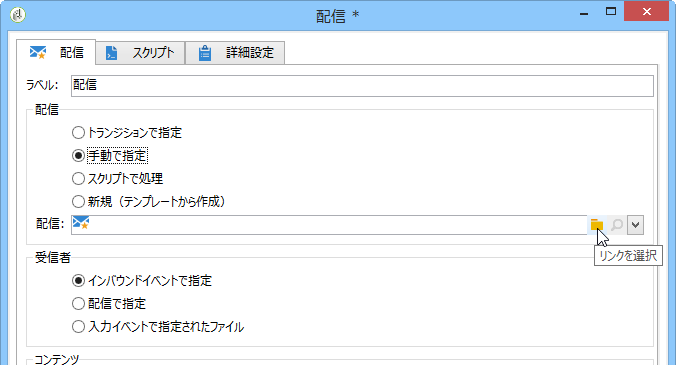 配信 *
配信 スクリプト 詳細設定
ラベル: 配信
配信
トランジションで指定
手動で指定
スクリプトで処理
新規（テンプレートから作成）
配信:
リンクを選択
受信者
インバウンドイベントで指定
配信で指定
入力イベントで指定されたファイル
コンテンツ